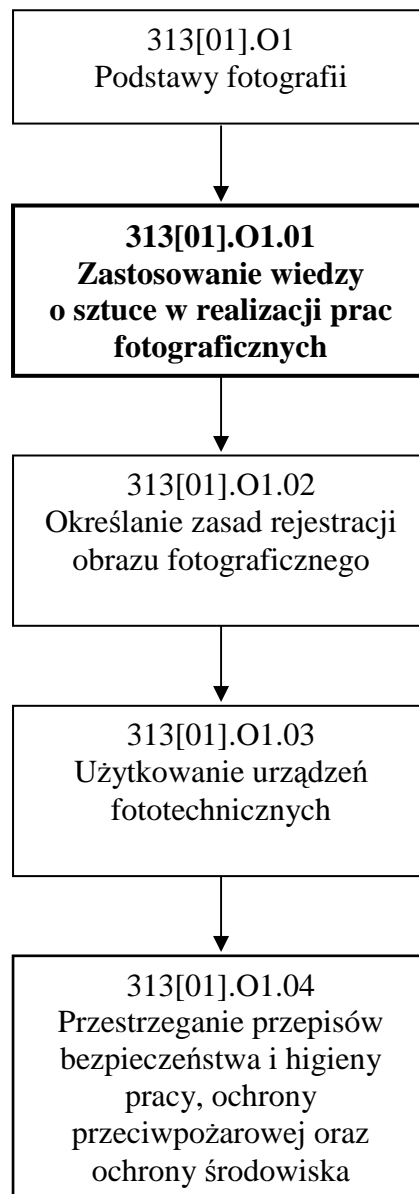 313[01].O1
Podstawy fotografii
313[01].O1.01
Zastosowanie wiedzy
o sztuce w realizacji prac
fotograficznych
313[01].O1.02
Określanie zasad rejestracji
obrazu fotograficznego
313[01].O1.03
Użytkowanie urządzeń
fototechnicznych
313[01].O1.04
Przestrzeganie przepisów
bezpieczeństwa i higieny
pracy, ochrony
przeciwpożarowej oraz
ochrony środowiska